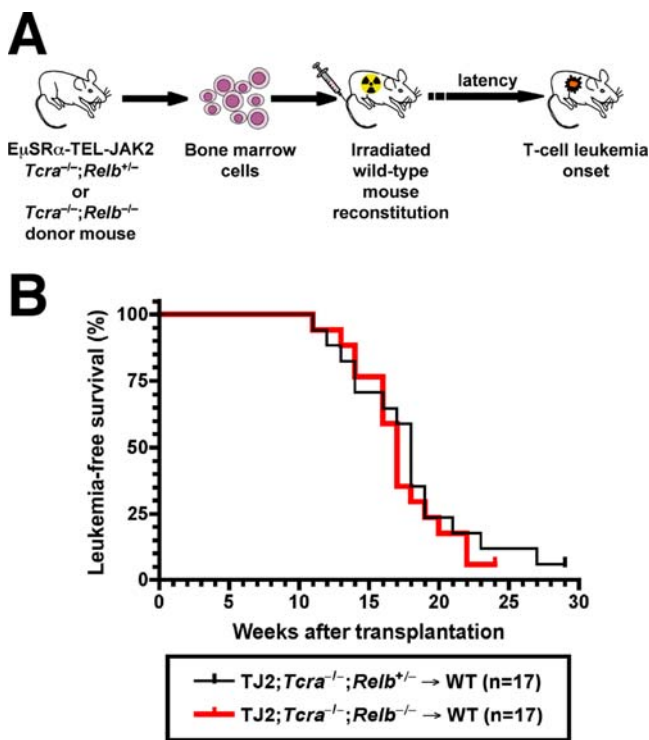 A
latency
EμSRα-TEL-JAK2
Tcra–/–;Relb+/–
or
Tcra–/–;Relb–/–
donor mouse
Bone marrow
cells
Irradiated
wild-type
mouse
reconstitution
T-cell leukemia
onset
B
Leukemia-free survival (%)
100
75
50
25
0
0 5 10 15 20 25 30
Weeks after transplantation
TJ2;Tcra–/–;Relb+/– → WT (n=17)
TJ2;Tcra–/–;Relb–/– → WT (n=17)